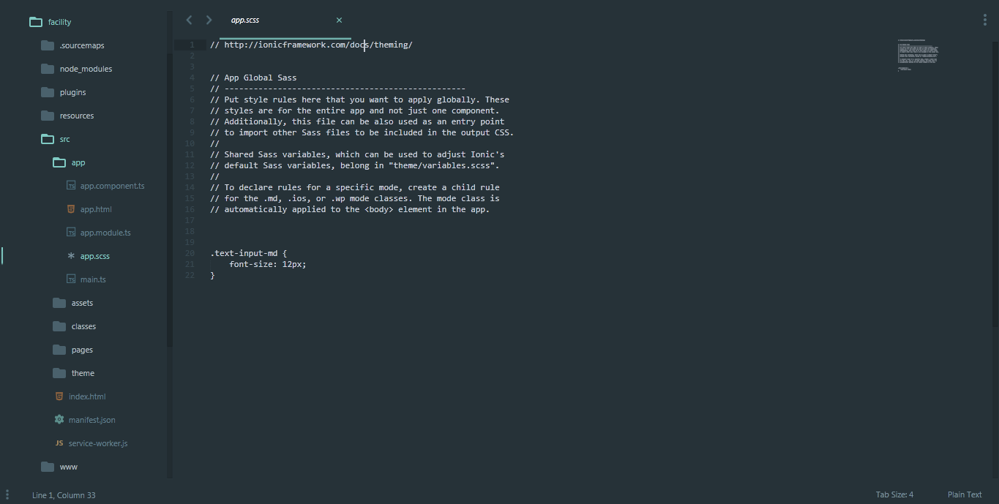 facility
.sourcemaps
node_modules
plugins
resources
src
app
TS app.component.ts
app.html
TS app.module.ts
* app.scss
TS main.ts
assets
classes
pages
theme
index.html
manifest.json
JS service-worker.js
www
app.scss ×
1 // http://ionicframework.com/docs/theming/
2
3
4 // App Global Sass
5 // --------------------------------------------------
6 // Put style rules here that you want to apply globally. These
7 // styles are for the entire app and not just one component.
8 // Additionally, this file can be also used as an entry point
9 // to import other Sass files to be included in the output CSS.
10 //
11 // Shared Sass variables, which can be used to adjust Ionic's
12 // default Sass variables, belong in "theme/variables.scss".
13 //
14 // To declare rules for a specific mode, create a child rule
15 // for the .md, .ios, or .wp mode classes. The mode class is
16 // automatically applied to the <body> element in the app.
17
18
19
20 .text-input-md {
21     font-size: 12px;
22 }
Line 1, Column 33
Tab Size: 4
Plain Text